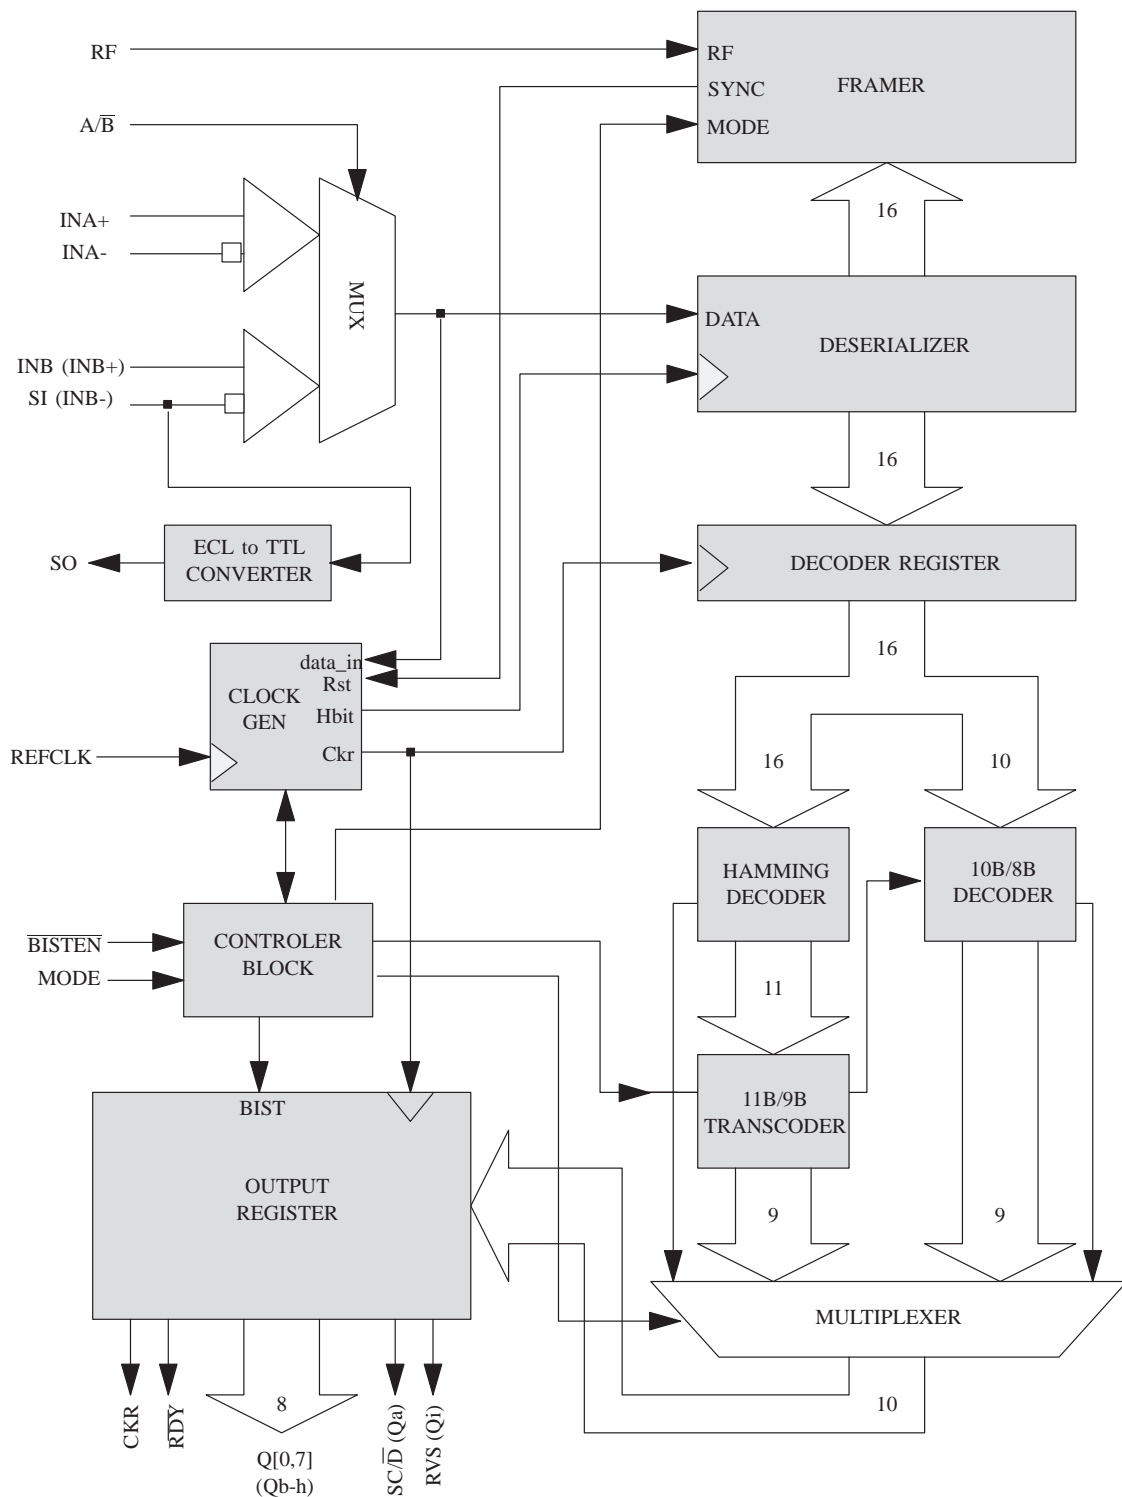 RF
RF
SYNC
FRAMER
MODE
A/B̅
16
INA+
INA-
MUX
DATA
DESERIALIZER
INB (INB+)
SI (INB-)
16
ECL to TTL
CONVERTER
SO
DECODER REGISTER
16
data_in
Rst
CLOCK
GEN
Hbit
Ckr
REFCLK
16
10
HAMMING
DECODER
10B/8B
DECODER
B̅I̅S̅T̅E̅N̅
MODE
CONTROLER
BLOCK
11
BIST
11B/9B
TRANSCODER
OUTPUT
REGISTER
9
9
MULTIPLEXER
CKR
R̅D̅Y̅
8
SC/D̅ (Qa)
RVS (Qi)
10
Q[0,7]
(Qb-h)